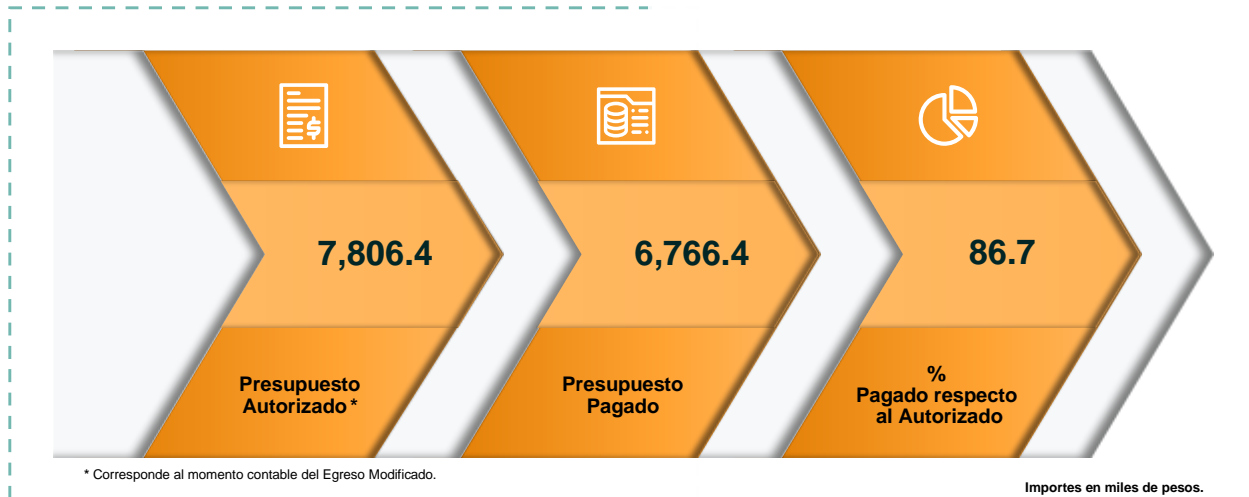 7,806.4
6,766.4
86.7
Presupuesto
Autorizado *
Presupuesto
Pagado
%
Pagado respecto
al Autorizado
* Corresponde al momento contable del Egreso Modificado.
Importes en miles de pesos.